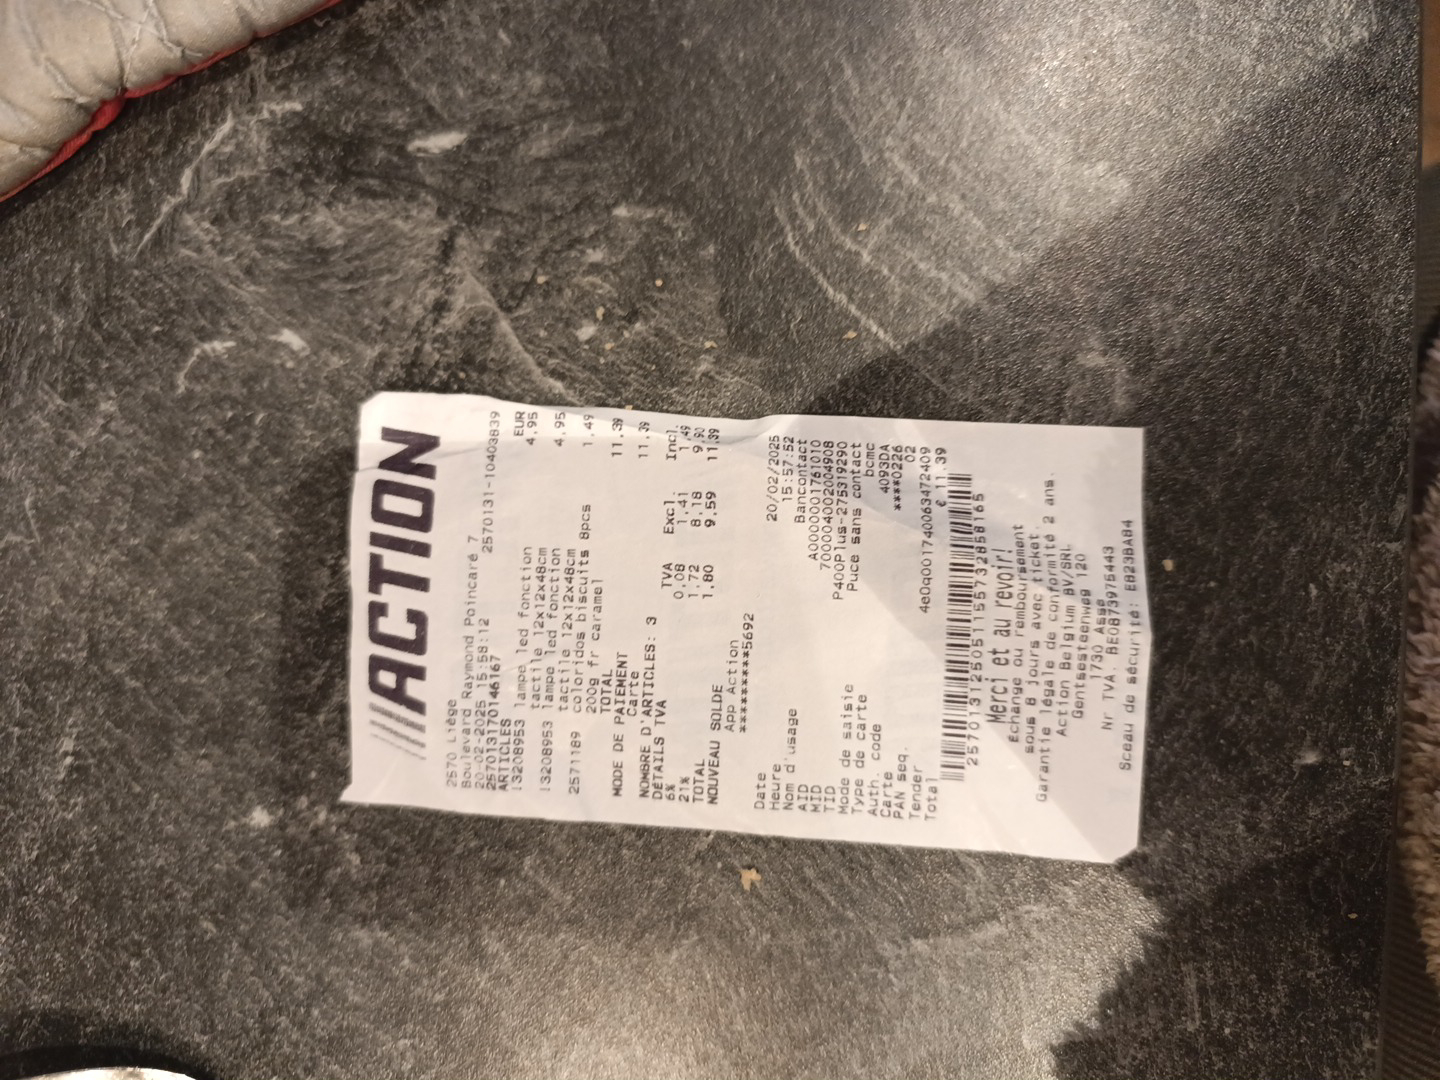 ACTION
2570 Liège
Boulevard Raymond Poincaré 7
20-02-2025 15:58:12 2570131-10403839
2570131170146167
ARTICLES EUR
13208953 lampe led fonction 4,95
tactile 12x12x48cm
13208953 lampe led fonction 4,95
tactile 12x12x48cm
2571189 coloridos biscuits 8pcs 1,49
200g fr caramel
TOTAL 11,39
MODE DE PAIEMENT
Carte 11,39
NOMBRE D'ARTICLES: 3
DÉTAILS TVA TVA Excl. Incl.
6% 0,08 1,41 1,49
21% 1,72 8,18 9,90
TOTAL 1,80 9,59 11,39
NOUVEAU SOLDE
App Action
**********5692
Date 20/02/2025
Heure 15:57:52
Nom d'usage Bancontact
AID A0000001761010
MID 70000400200​4908
TID P400Plus-275319290
Mode de saisie Puce sans contact
Type de carte bcmc
Auth. code 4093DA
Carte ****0226
PAN seq. 02
Tender 4e0q001740063472409
Total € 11,39
2570131250511557328581​65
Merci et au revoir!
Échange ou remboursement
sous 8 jours avec ticket.
Garantie légale de conformité 2 ans.
Action Belgium BV/SRL
Gentsesteenweg 120
1730 Asse
Nr TVA. BE0873975443
Sceau de sécurité: E823BA84